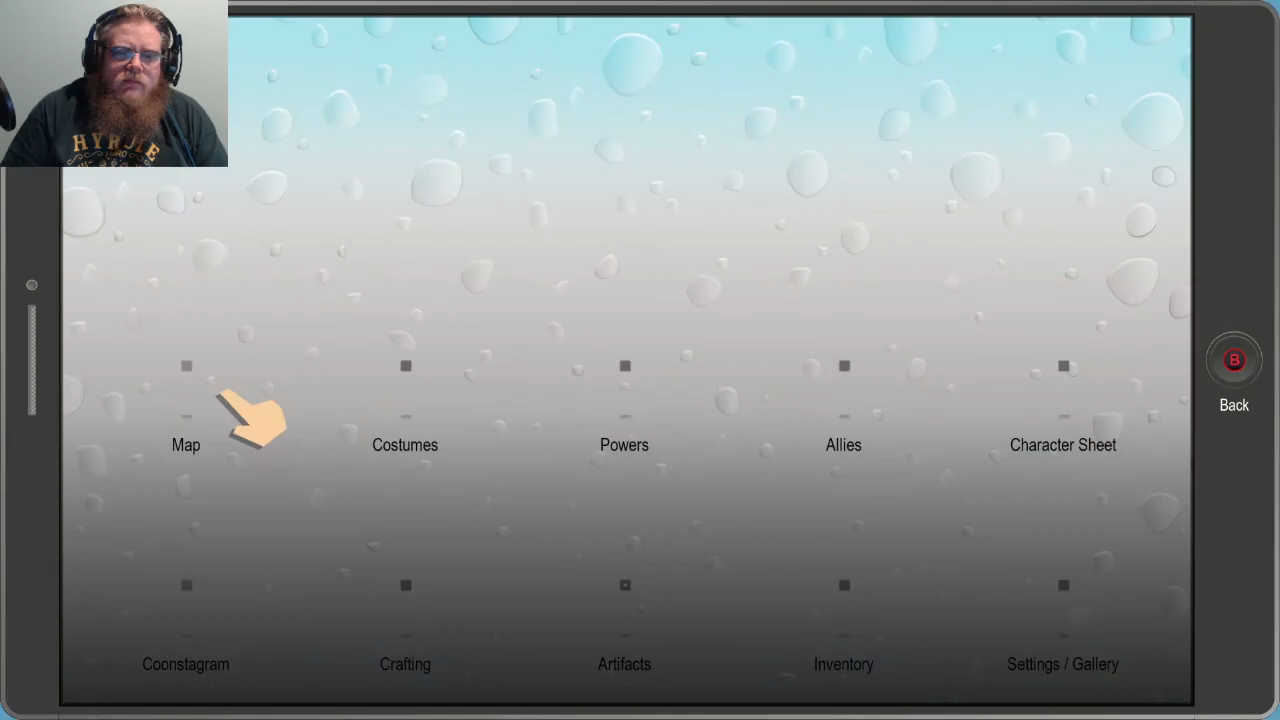 HYRULE
Map
Costumes
Powers
Allies
Character Sheet
B
Back
Coonstagram
Crafting
Artifacts
Inventory
Settings / Gallery